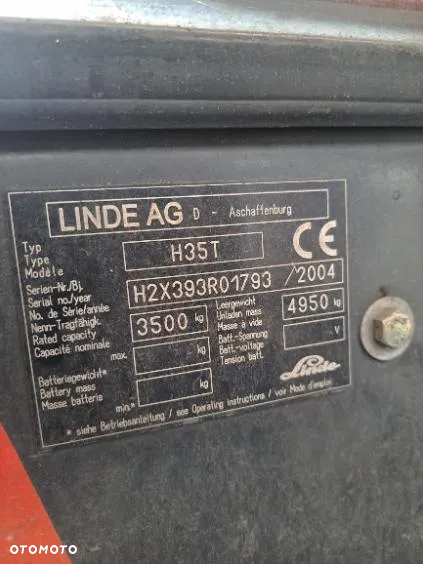 LINDE AG D - Aschaffenburg
Typ
Type
Modèle
H35T
CE
Serien-Nr./Bj.
Serial no./year
No. de Série/année
H2X393R01793 / 2004
Nenn-Tragfähigk.
Rated capacity
Capacité nominale
3500 kg
Leergewicht
Unladen mass
Masse à vide
4950 kg
Batt.-Spannung
Batt.-voltage
Tension batt.
V
Batteriegewicht*
Battery mass
Masse batterie
max. kg
min.* kg
Linde
* siehe Betriebsanleitung / see Operating instructions / voir Mode d'emploi
OTOMOTO